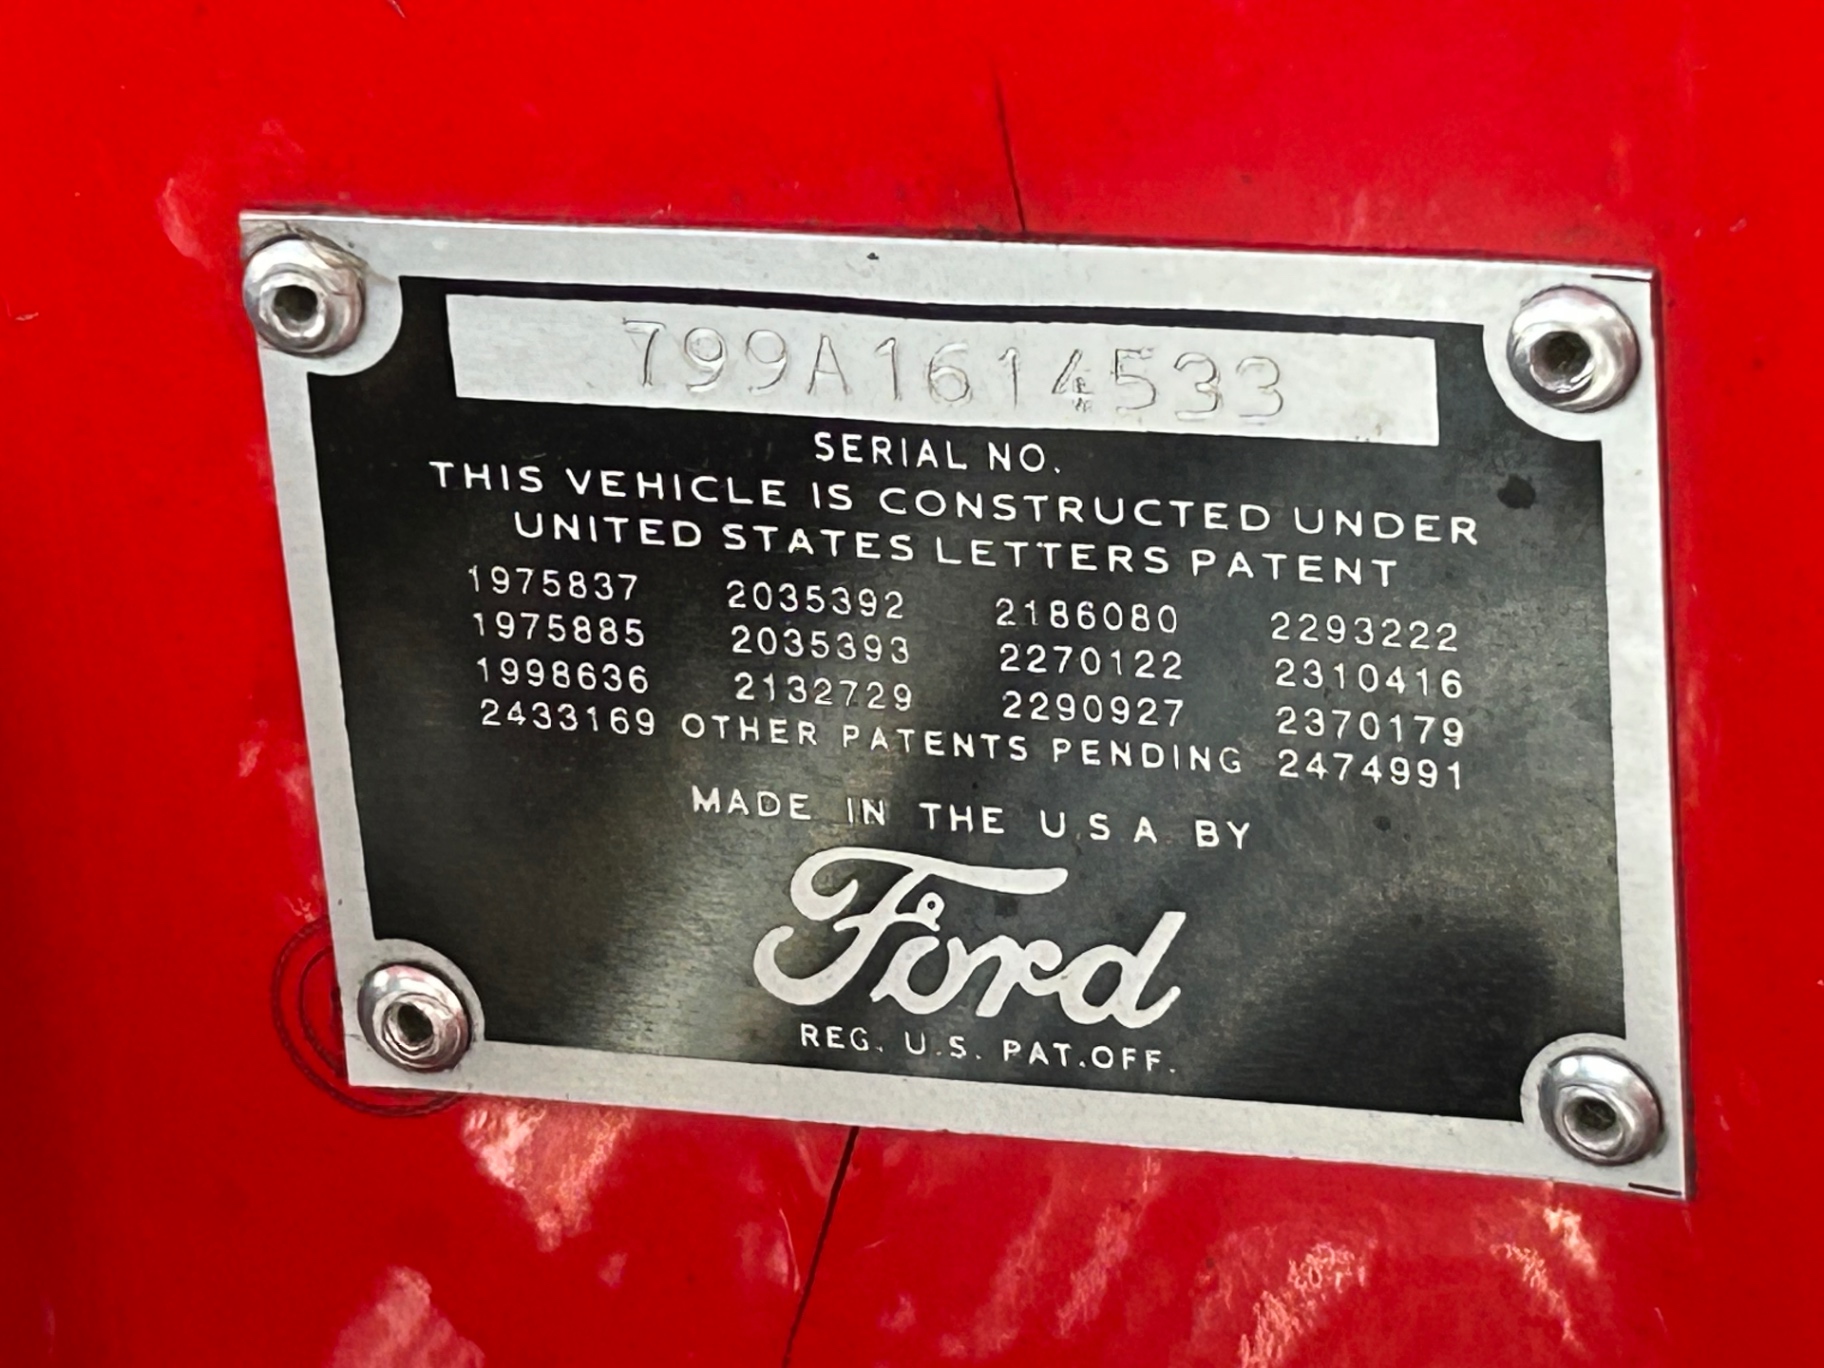 799A1614533
SERIAL NO.
THIS VEHICLE IS CONSTRUCTED UNDER
UNITED STATES LETTERS PATENT
1975837 2035392 2186080 2293222
1975885 2035393 2270122 2310416
1998636 2132729 2290927 2370179
2433169 OTHER PATENTS PENDING 2474991
MADE IN THE U.S.A. BY
Ford
REG. U.S. PAT. OFF.